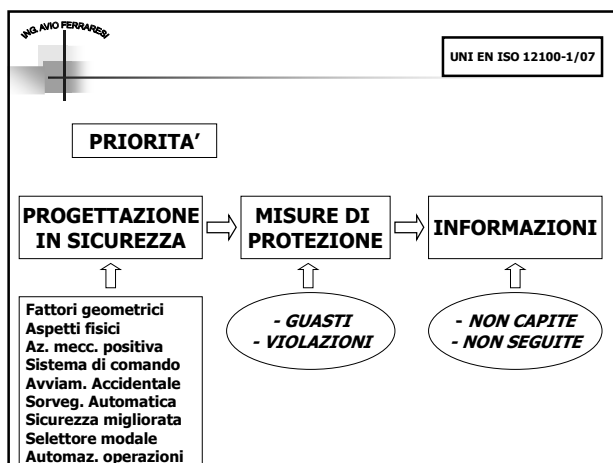 ING. AVIO FERRARESI
UNI EN ISO 12100-1/07
PRIORITA’
PROGETTAZIONE
IN SICUREZZA
MISURE DI
PROTEZIONE
INFORMAZIONI
Fattori geometrici
Aspetti fisici
Az. mecc. positiva
Sistema di comando
Avviam. Accidentale
Sorveg. Automatica
Sicurezza migliorata
Selettore modale
Automaz. operazioni
- GUASTI
- VIOLAZIONI
- NON CAPITE
- NON SEGUITE